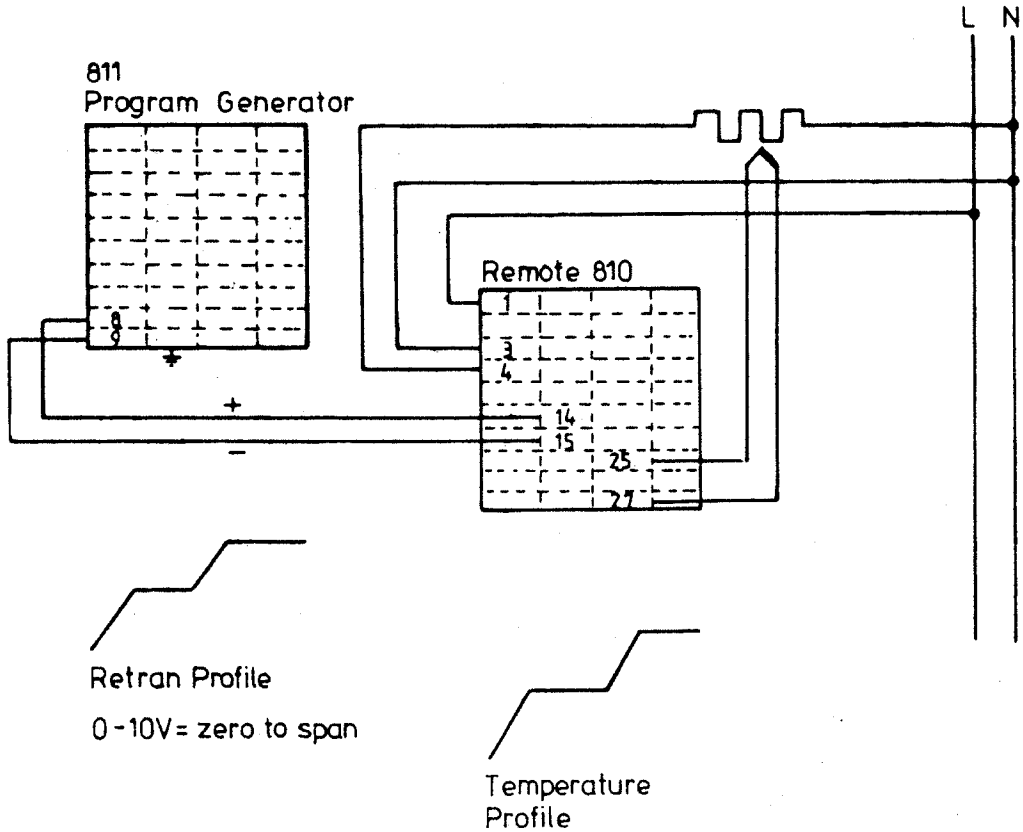 L N
811
Program Generator
Remote 810
1
8
9
3
4
+
14
15
-
25
27
Retran Profile
0-10V = zero to span
Temperature
Profile